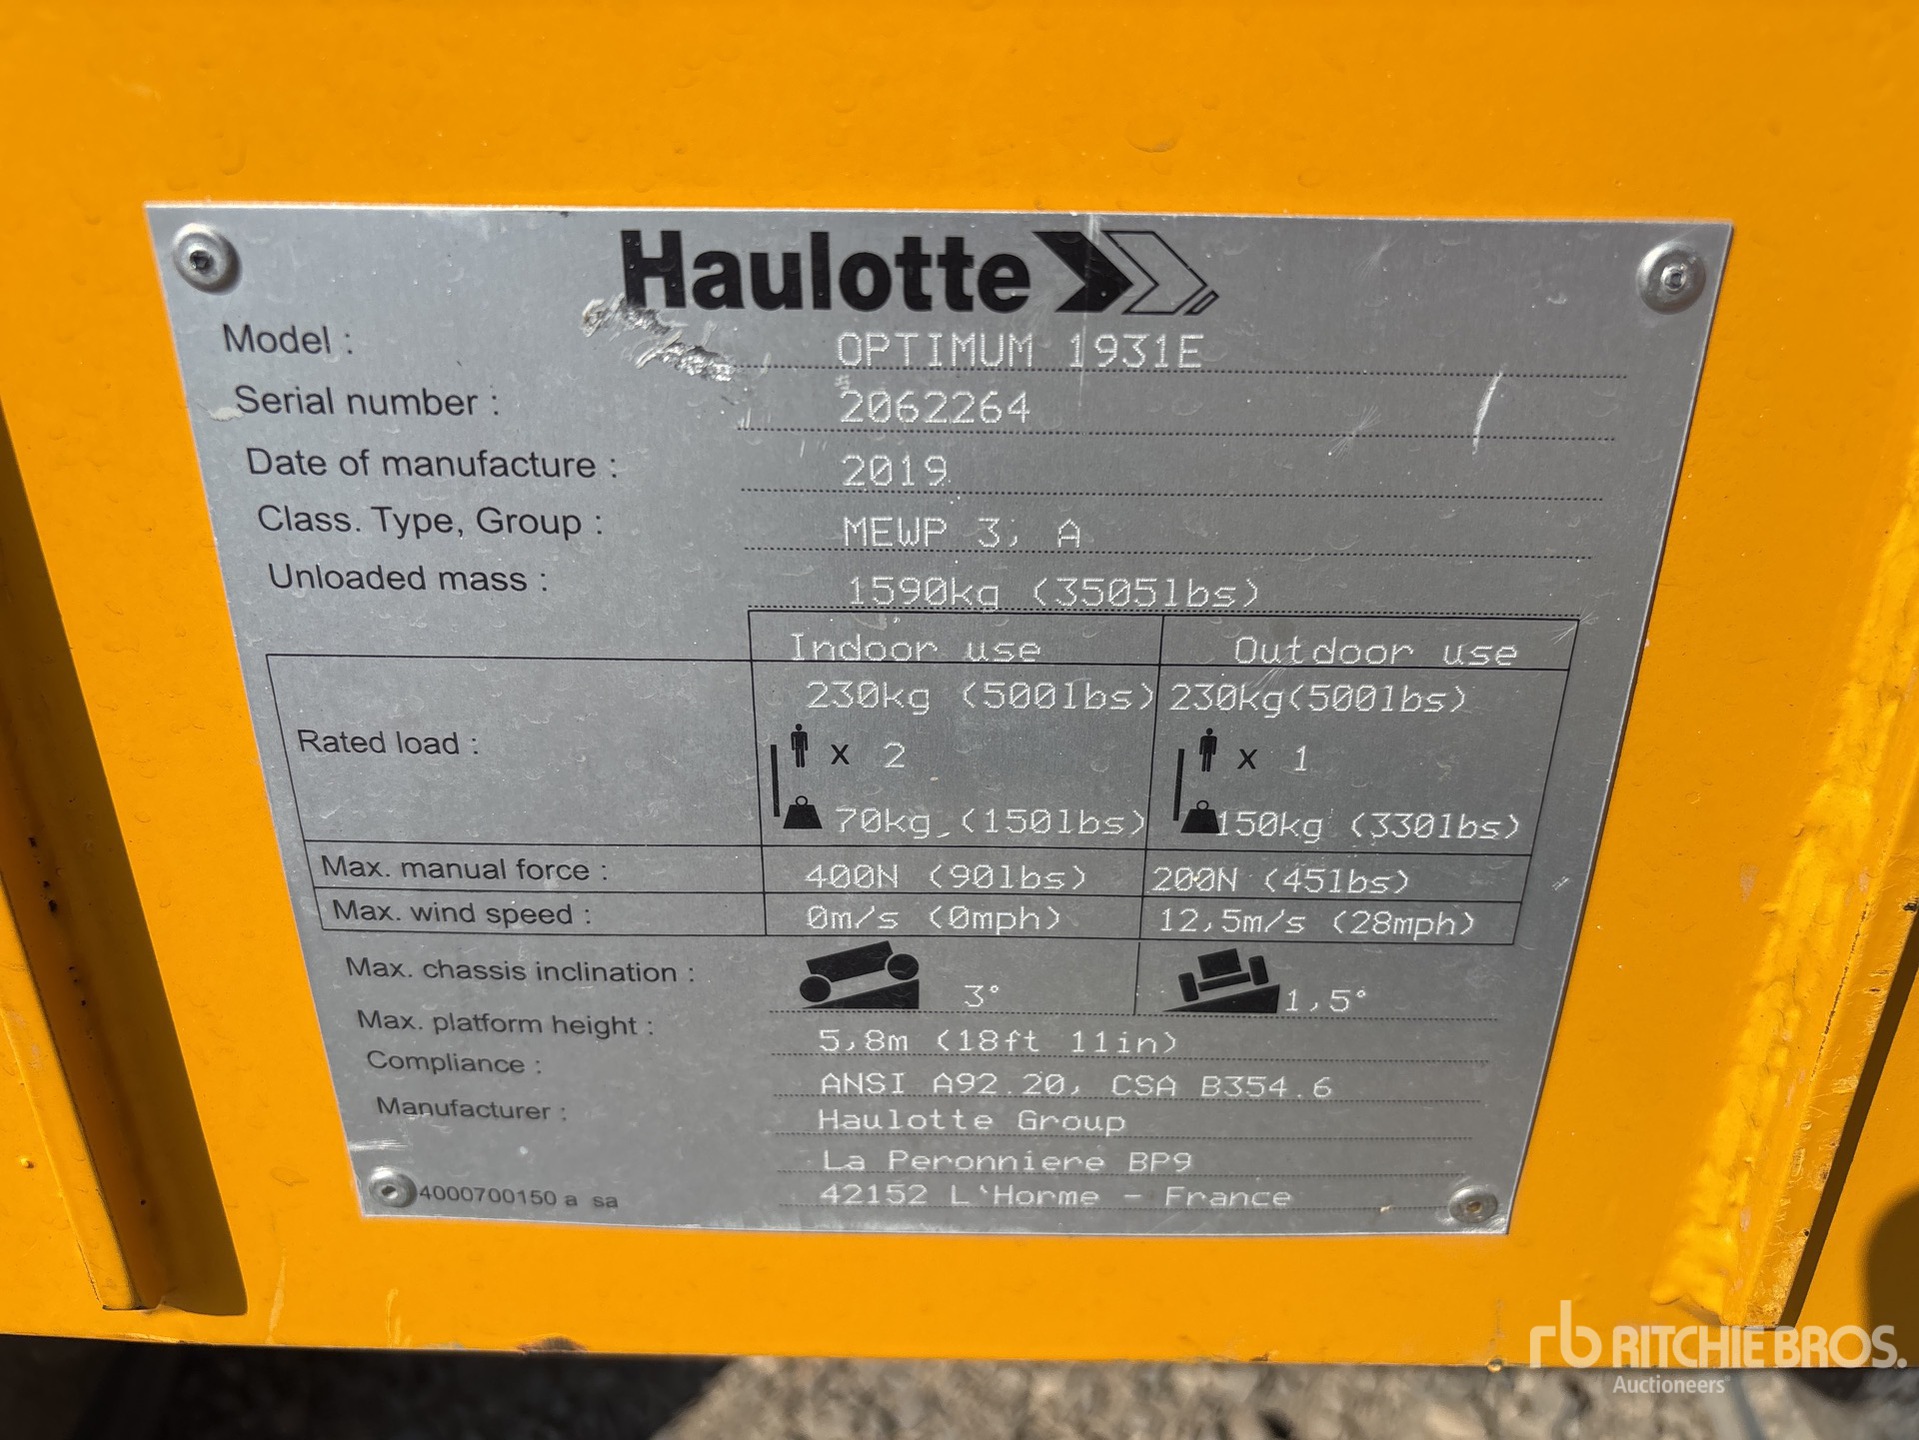 Haulotte
Model : OPTIMUM 1931E
Serial number : 2062264
Date of manufacture : 2019
Class. Type, Group : MEWP 3, A
Unloaded mass : 1590kg (3505lbs)
Indoor use Outdoor use
230kg (500lbs) 230kg(500lbs)
Rated load : x 2 x 1
70kg (150lbs) 150kg (330lbs)
Max. manual force : 400N (90lbs) 200N (45lbs)
Max. wind speed : 0m/s (0mph) 12,5m/s (28mph)
Max. chassis inclination : 3° 1,5°
Max. platform height : 5,8m (18ft 11in)
Compliance : ANSI A92.20, CSA B354.6
Manufacturer : Haulotte Group
La Peronniere BP9
4000700150 a sa 42152 L'Horme - France
rb RITCHIE BROS.
Auctioneers